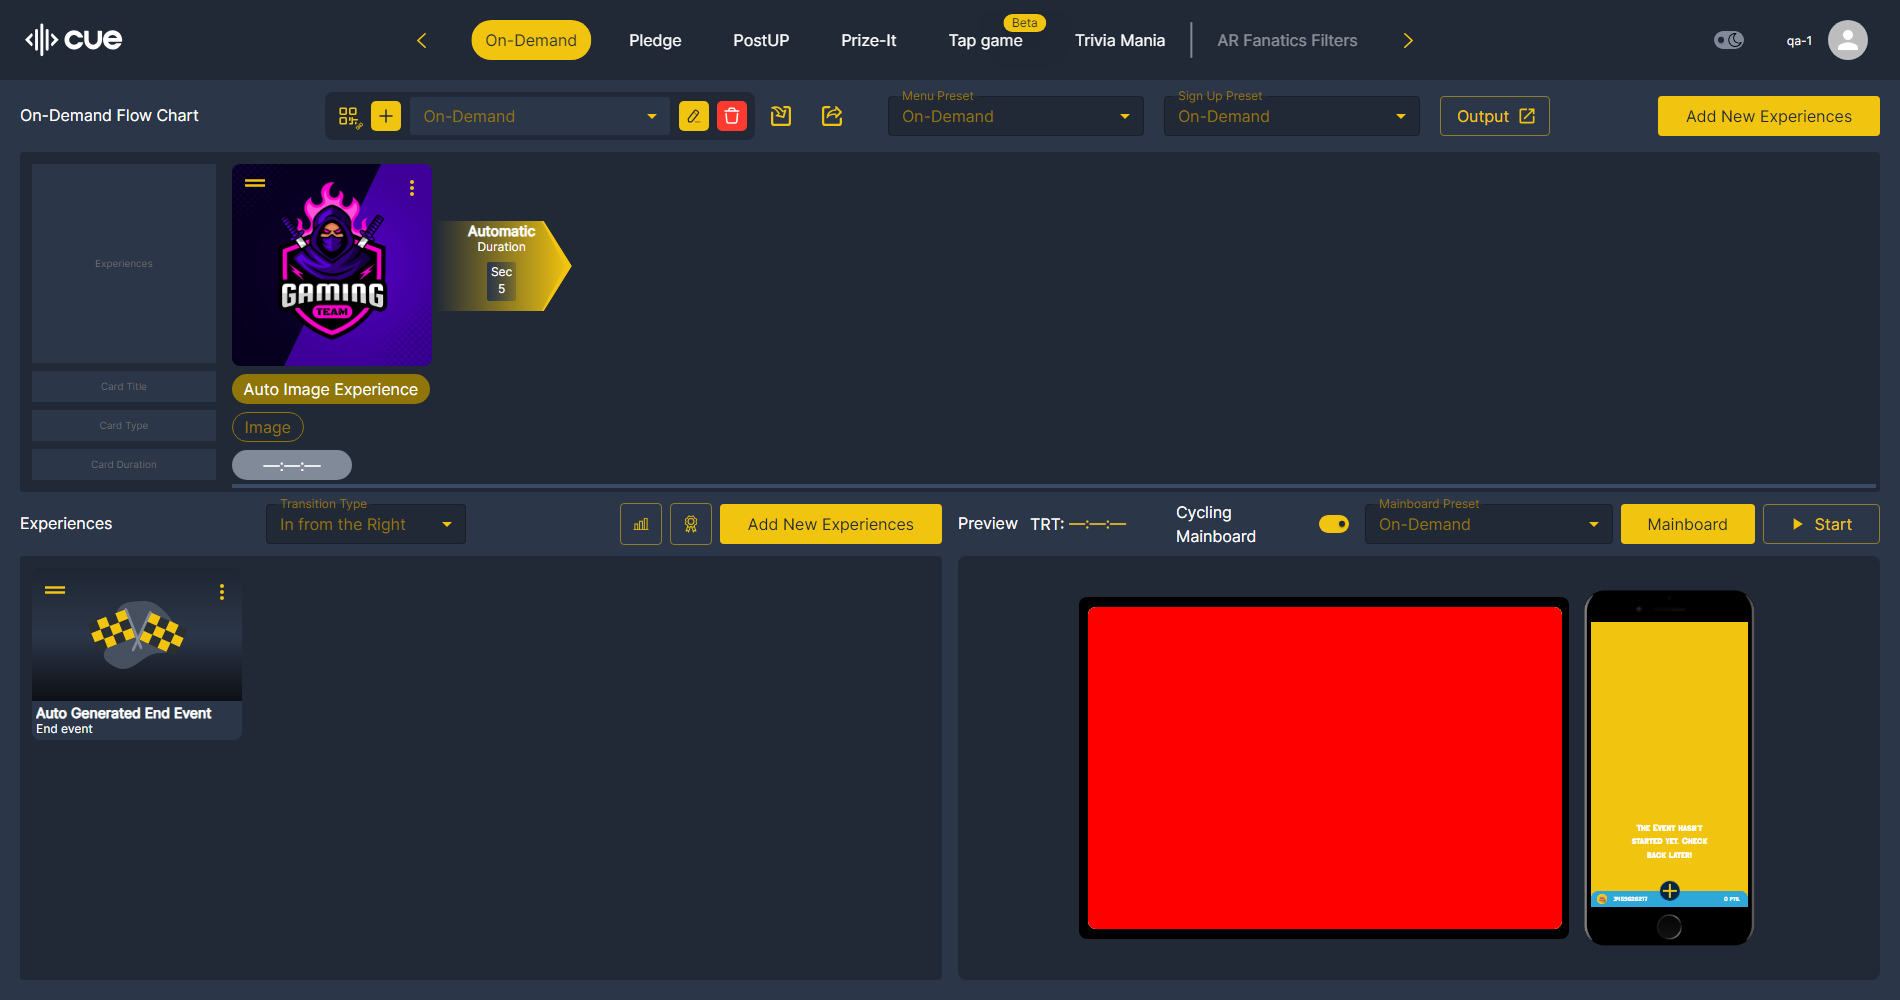 cue
On-Demand
Pledge
PostUP
Prize-It
Tap game
Beta
Trivia Mania
AR Fanatics Filters
qa-1
On-Demand Flow Chart
On-Demand
Menu Preset
On-Demand
Sign Up Preset
On-Demand
Output
Add New Experiences
Experiences
GAMING
TEAM
Automatic
Duration
Sec
5
Card Title
Auto Image Experience
Card Type
Image
Card Duration
—:—:—
Experiences
Transition Type
In from the Right
Add New Experiences
Preview
TRT: —:—:—
Cycling
Mainboard
Mainboard Preset
On-Demand
Mainboard
Start
Auto Generated End Event
End event
The Event hasn't
started yet. Check
back later!
0 PTS.